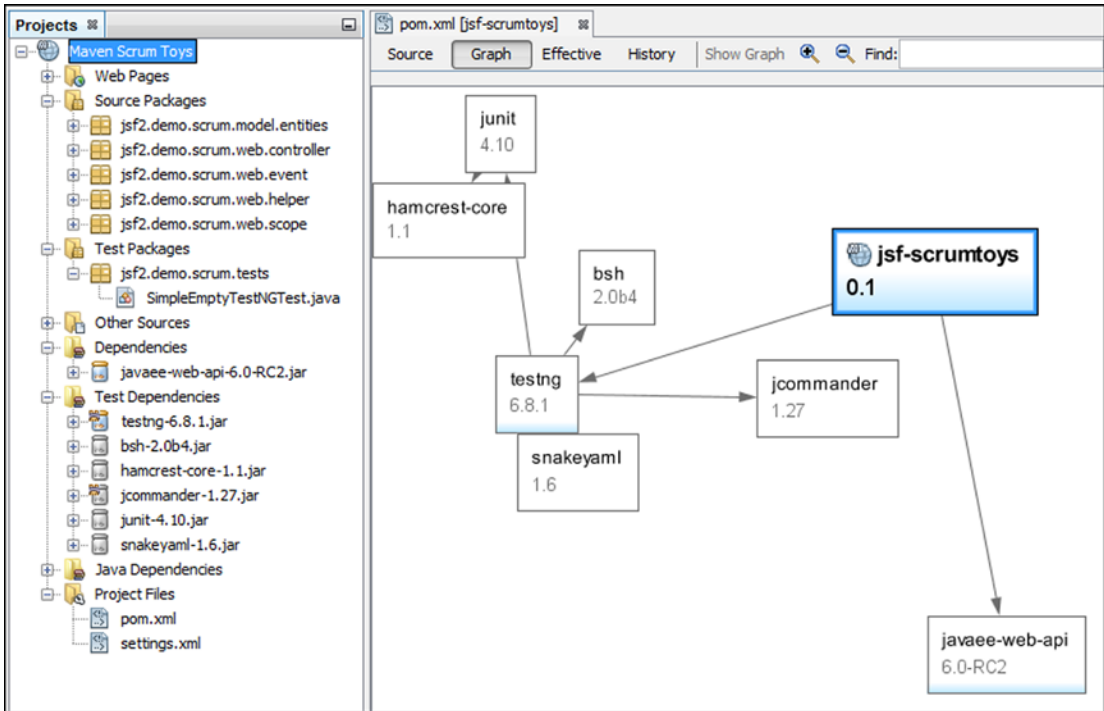 Projects
Maven Scrum Toys
Web Pages
Source Packages
jsf2.demo.scrum.model.entities
jsf2.demo.scrum.web.controller
jsf2.demo.scrum.web.event
jsf2.demo.scrum.web.helper
jsf2.demo.scrum.web.scope
Test Packages
jsf2.demo.scrum.tests
SimpleEmptyTestNGTest.java
Other Sources
Dependencies
javaee-web-api-6.0-RC2.jar
Test Dependencies
testng-6.8.1.jar
bsh-2.0b4.jar
hamcrest-core-1.1.jar
jcommander-1.27.jar
junit-4.10.jar
snakeyaml-1.6.jar
Java Dependencies
Project Files
pom.xml
settings.xml
pom.xml [jsf-scrumtoys]
Source Graph Effective History Show Graph Find:
junit
4.10
hamcrest-core
1.1
jsf-scrumtoys
0.1
bsh
2.0b4
testng
6.8.1
jcommander
1.27
snakeyaml
1.6
javaee-web-api
6.0-RC2